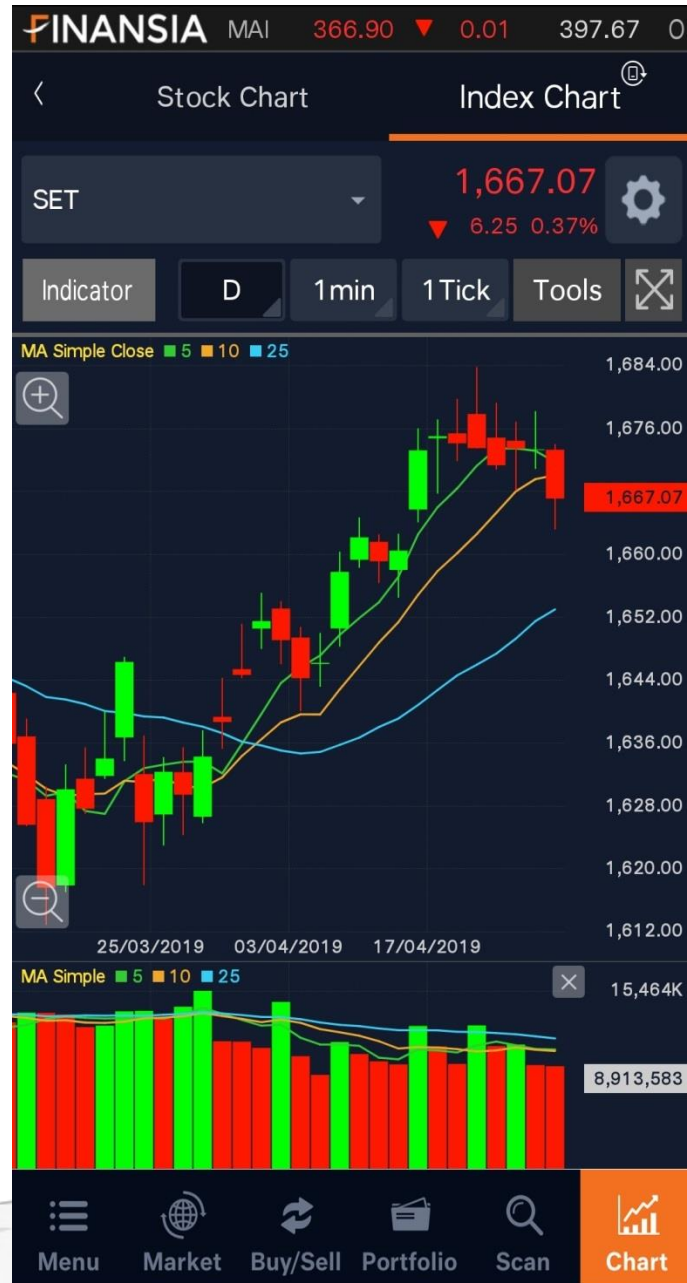 FINANSIA MAI 366.90 ▼ 0.01 397.67 0
Stock Chart Index Chart
SET 1,667.07
▼ 6.25 0.37%
Indicator D 1min 1Tick Tools
MA Simple Close 5 10 25
1,684.00
1,676.00
1,667.07
1,660.00
1,652.00
1,644.00
1,636.00
1,628.00
1,620.00
1,612.00
25/03/2019 03/04/2019 17/04/2019
MA Simple 5 10 25
15,464K
8,913,583
Menu Market Buy/Sell Portfolio Scan Chart